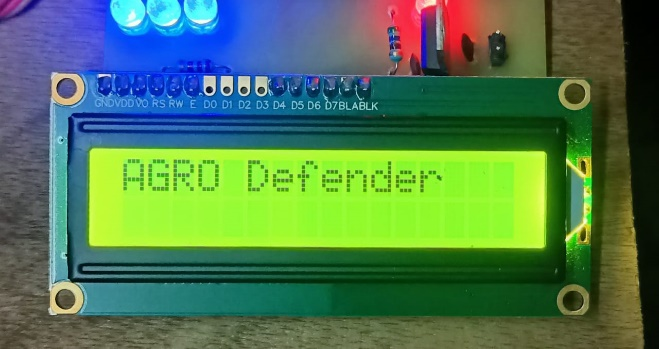 GND VDD VO RS RW E D0 D1 D2 D3 D4 D5 D6 D7 BLA BLK
AGRO Defender